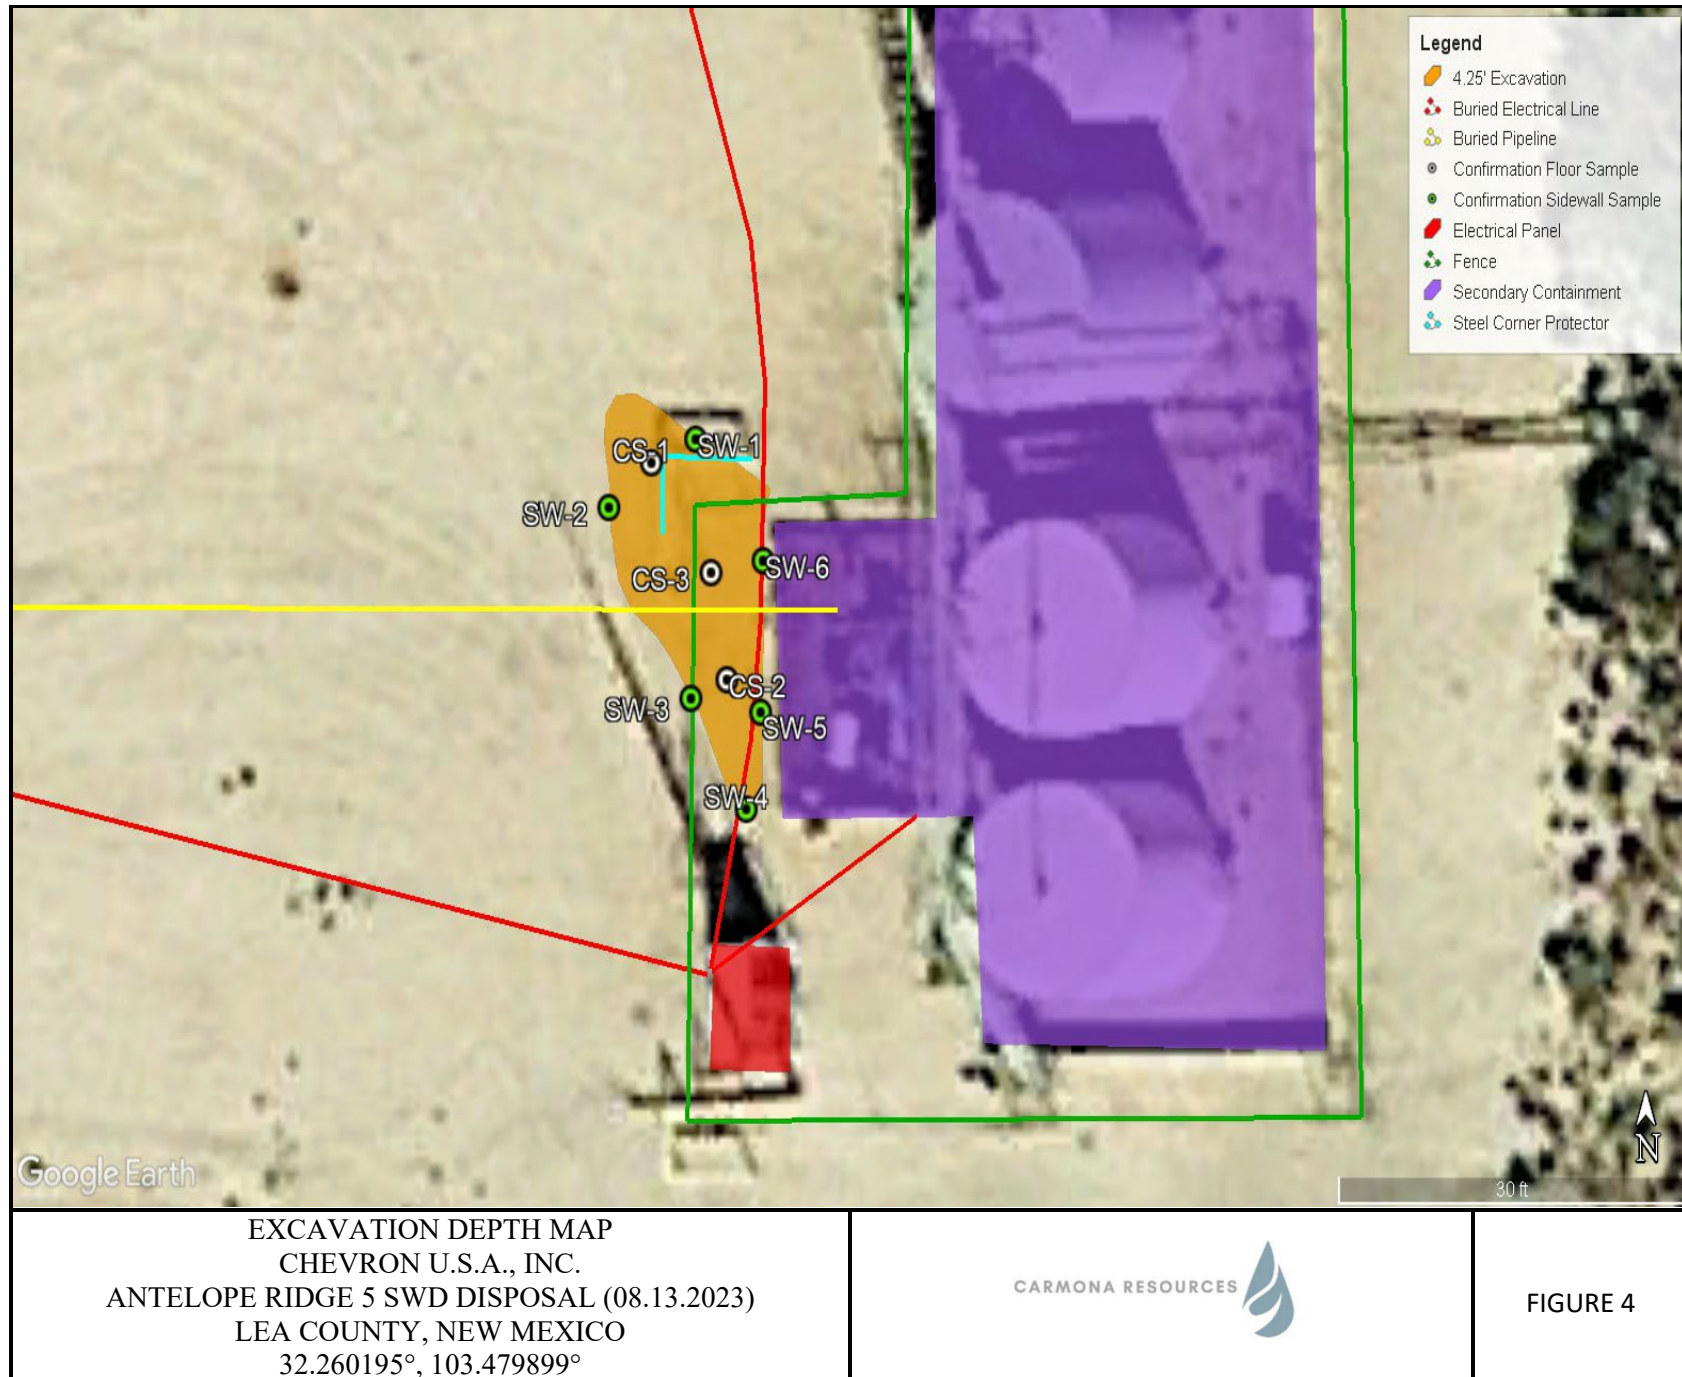 Legend
4.25' Excavation
Buried Electrical Line
Buried Pipeline
Confirmation Floor Sample
Confirmation Sidewall Sample
Electrical Panel
Fence
Secondary Containment
Steel Corner Protector
CS-1
SW-1
SW-2
CS-3
SW-6
CS-2
SW-3
SW-5
SW-4
N
Google Earth
30 ft
EXCAVATION DEPTH MAP
CHEVRON U.S.A., INC.
ANTELOPE RIDGE 5 SWD DISPOSAL (08.13.2023)
LEA COUNTY, NEW MEXICO
32.260195°, 103.479899°
CARMONA RESOURCES
FIGURE 4